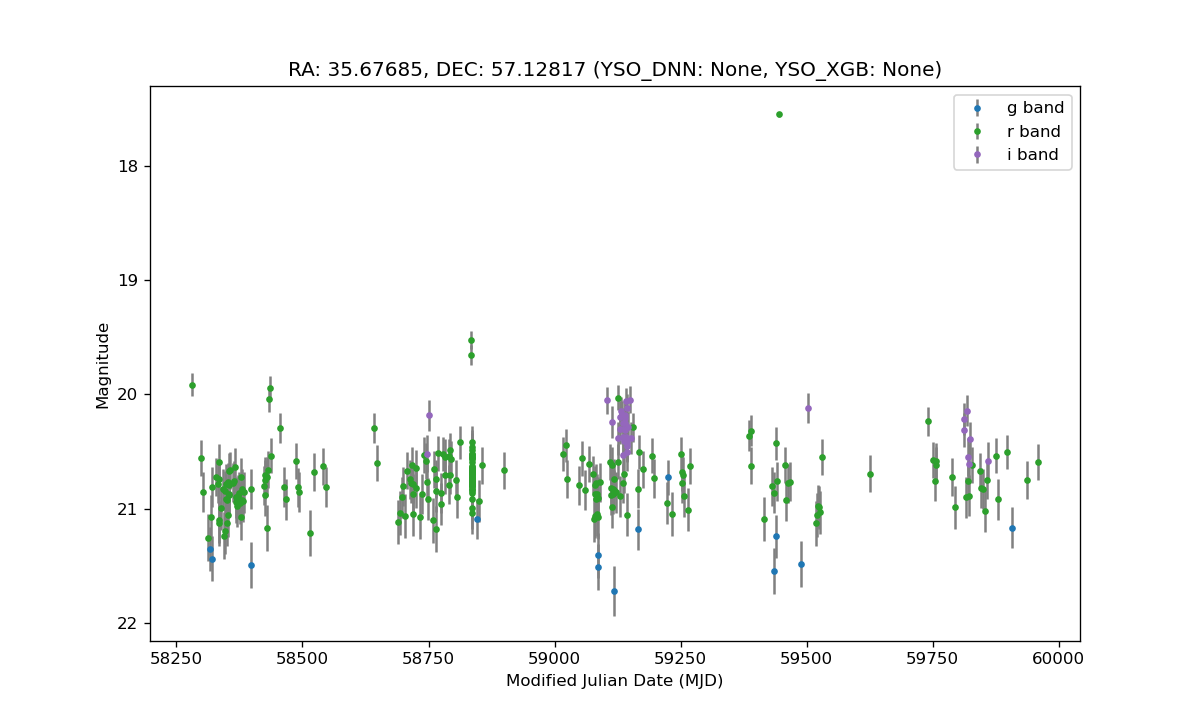 RA: 35.67685, DEC: 57.12817 (YSO_DNN: None, YSO_XGB: None)
g band
r band
i band
18
19
20
21
22
Magnitude
58250 58500 58750 59000 59250 59500 59750 60000
Modified Julian Date (MJD)